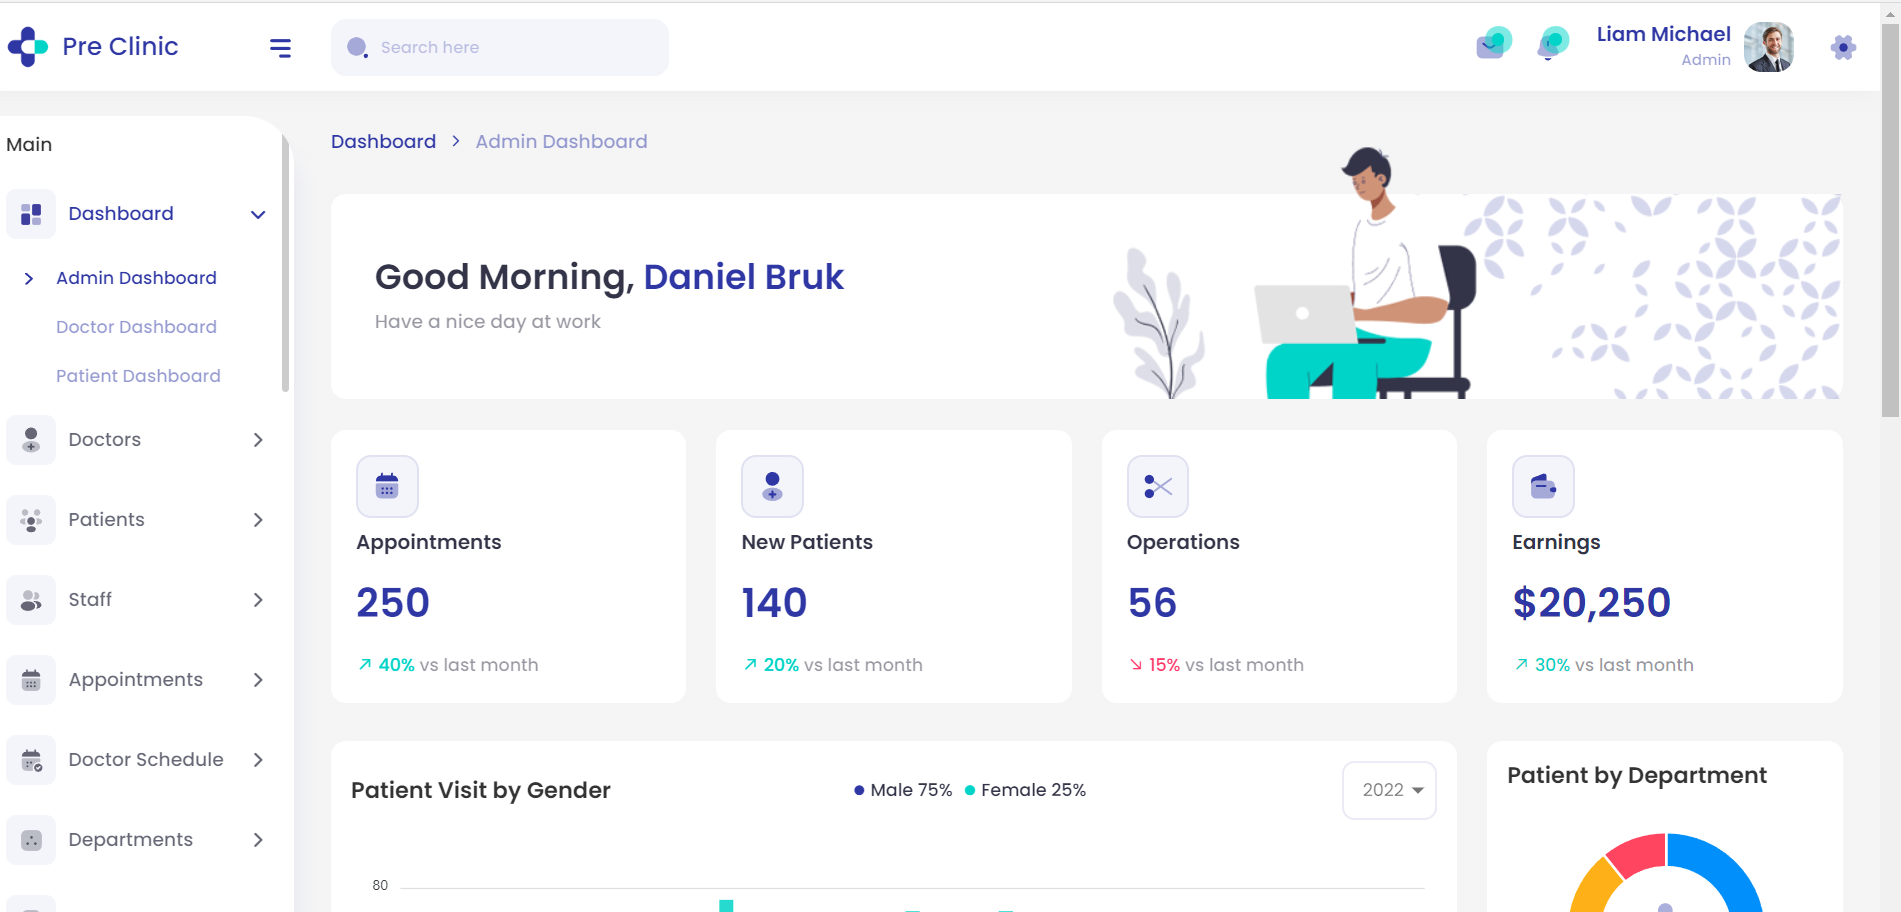 Pre Clinic
Search here
Liam Michael
Admin
Main
Dashboard
Admin Dashboard
Doctor Dashboard
Patient Dashboard
Doctors
Patients
Staff
Appointments
Doctor Schedule
Departments
Dashboard > Admin Dashboard
Good Morning, Daniel Bruk
Have a nice day at work
Appointments
250
40% vs last month
New Patients
140
20% vs last month
Operations
56
15% vs last month
Earnings
$20,250
30% vs last month
Patient Visit by Gender
Male 75% Female 25%
2022
80
Patient by Department